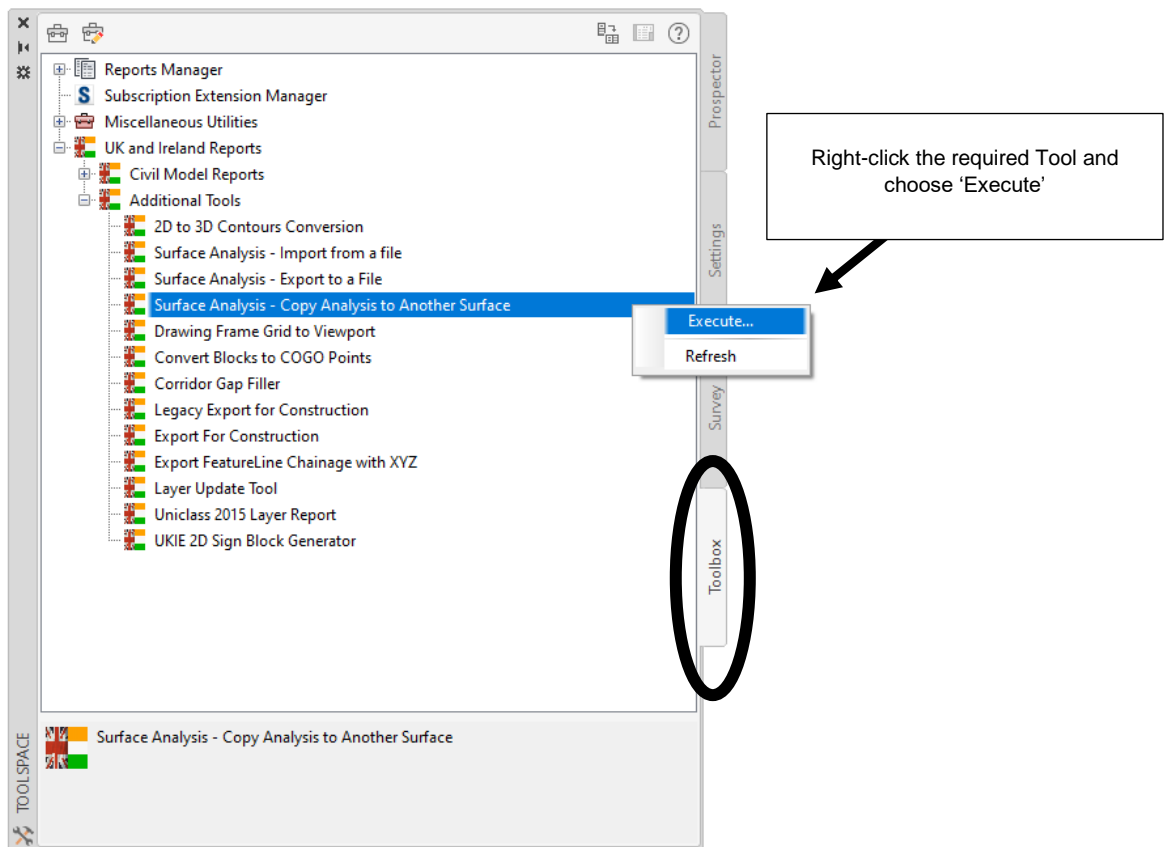 Reports Manager
S Subscription Extension Manager
Miscellaneous Utilities
UK and Ireland Reports
Civil Model Reports
Additional Tools
2D to 3D Contours Conversion
Surface Analysis - Import from a file
Surface Analysis - Export to a File
Surface Analysis - Copy Analysis to Another Surface
Drawing Frame Grid to Viewport
Convert Blocks to COGO Points
Corridor Gap Filler
Legacy Export for Construction
Export For Construction
Export FeatureLine Chainage with XYZ
Layer Update Tool
Uniclass 2015 Layer Report
UKIE 2D Sign Block Generator
Execute...
Refresh
Prospector
Settings
Survey
Toolbox
Right-click the required Tool and
choose ‘Execute’
Surface Analysis - Copy Analysis to Another Surface
TOOLSPACE